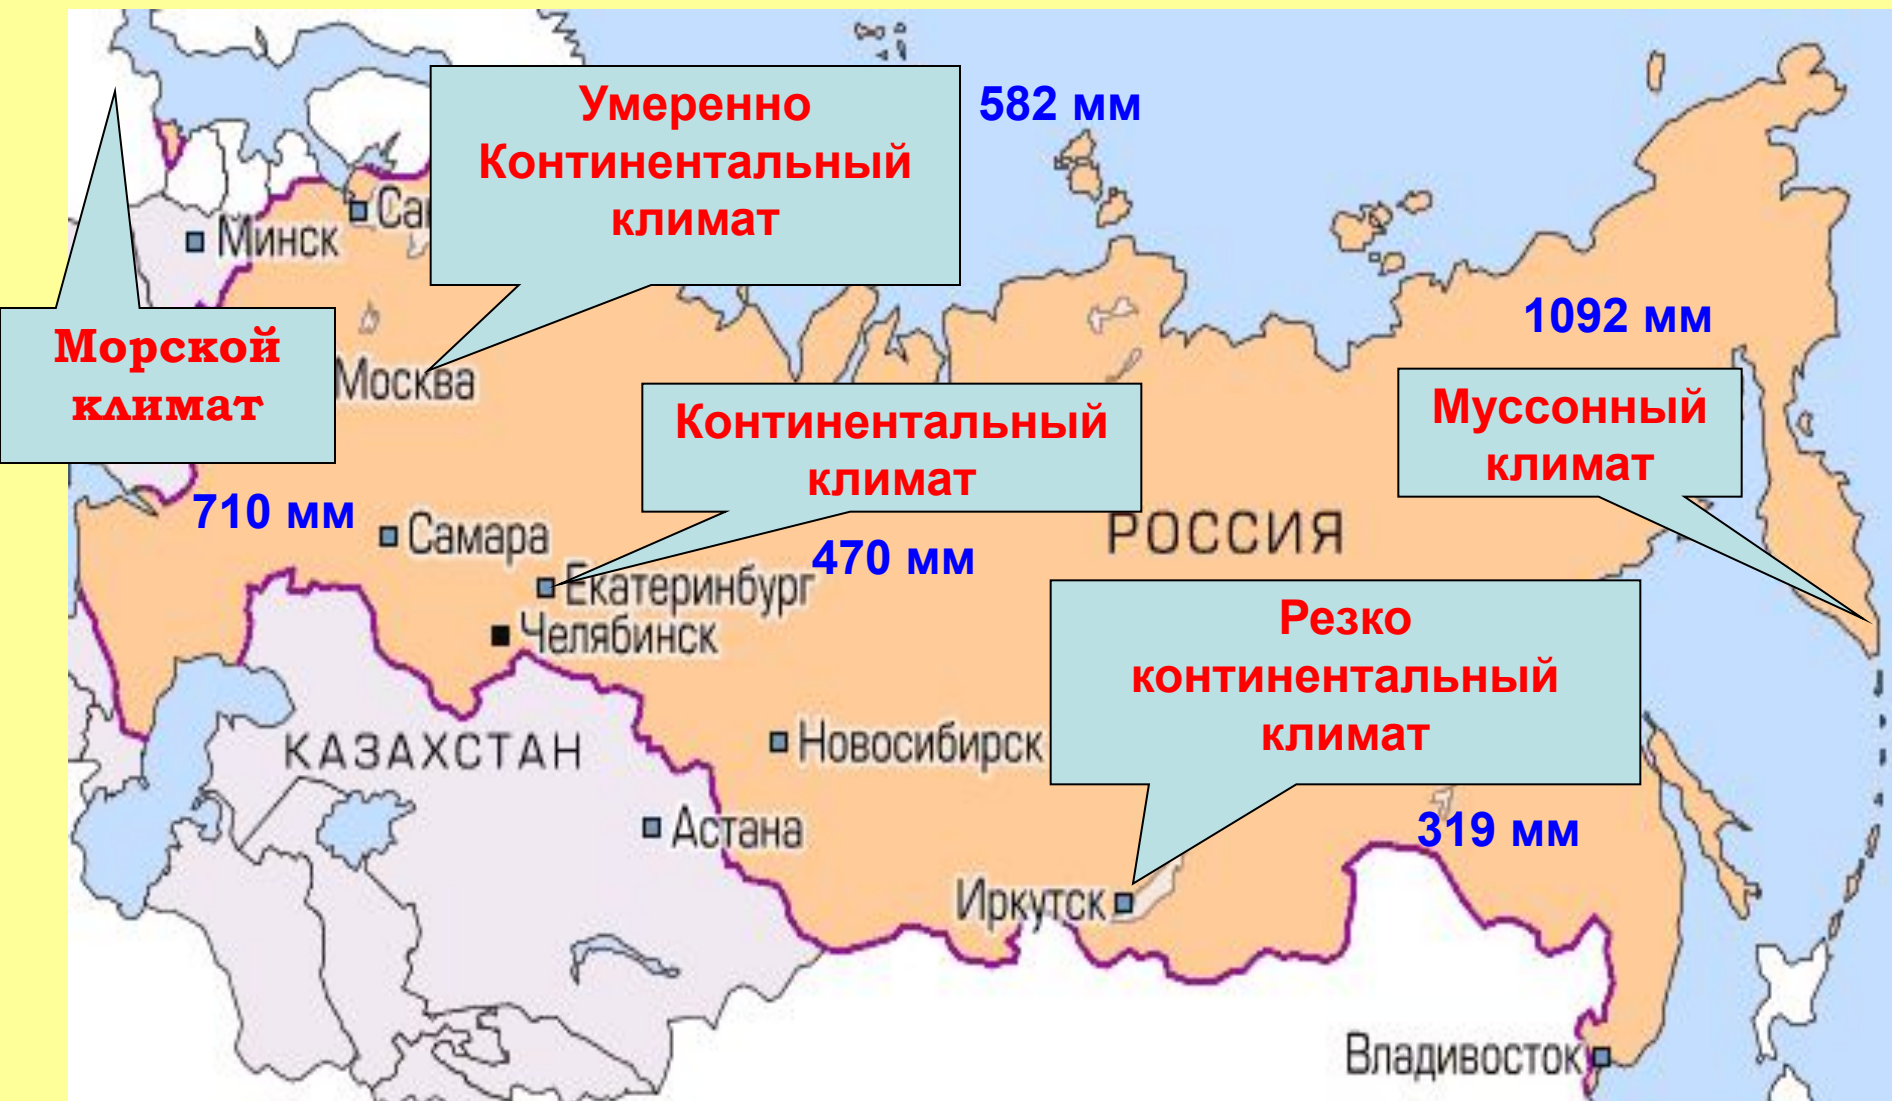 Умеренно
Континентальный
климат
582 мм
Са
Минск
1092 мм
Морской
климат
Москва
Континентальный
климат
Муссонный
климат
710 мм
Самара
РОССИЯ
470 мм
Екатеринбург
Челябинск
Резко
континентальный
климат
КАЗАХСТАН
Новосибирск
Астана
319 мм
Иркутск
Владивосток